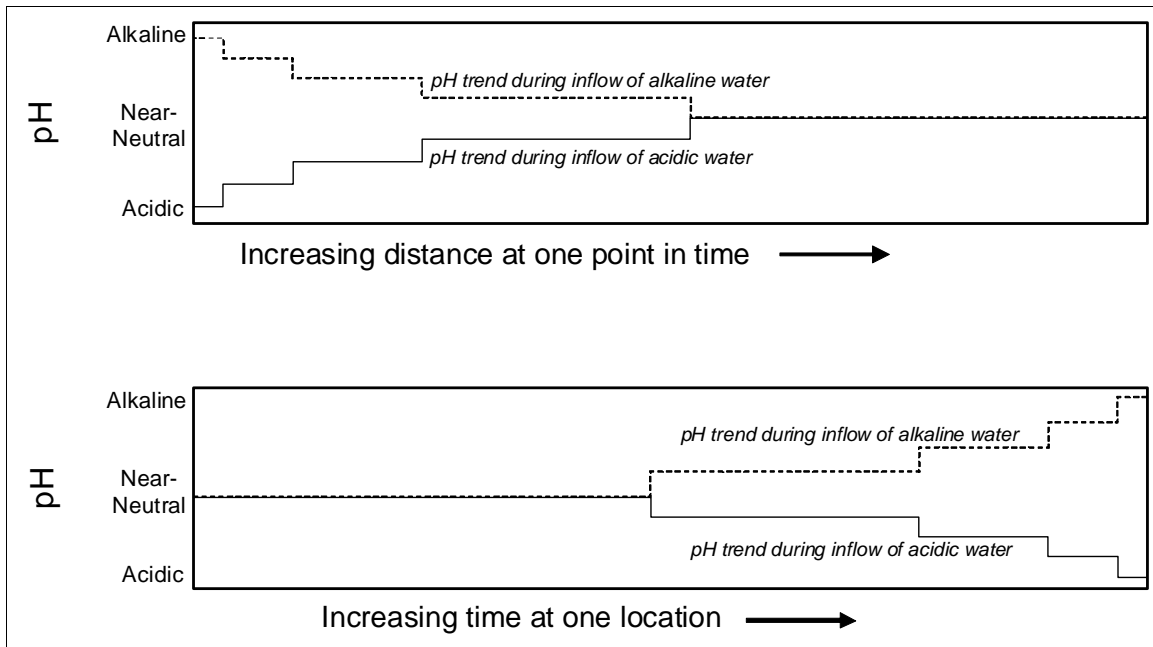 Alkaline
pH trend during inflow of alkaline water
Near-
Neutral
pH
pH trend during inflow of acidic water
Acidic
Increasing distance at one point in time
Alkaline
pH trend during inflow of alkaline water
Near-
Neutral
pH
pH trend during inflow of acidic water
Acidic
Increasing time at one location